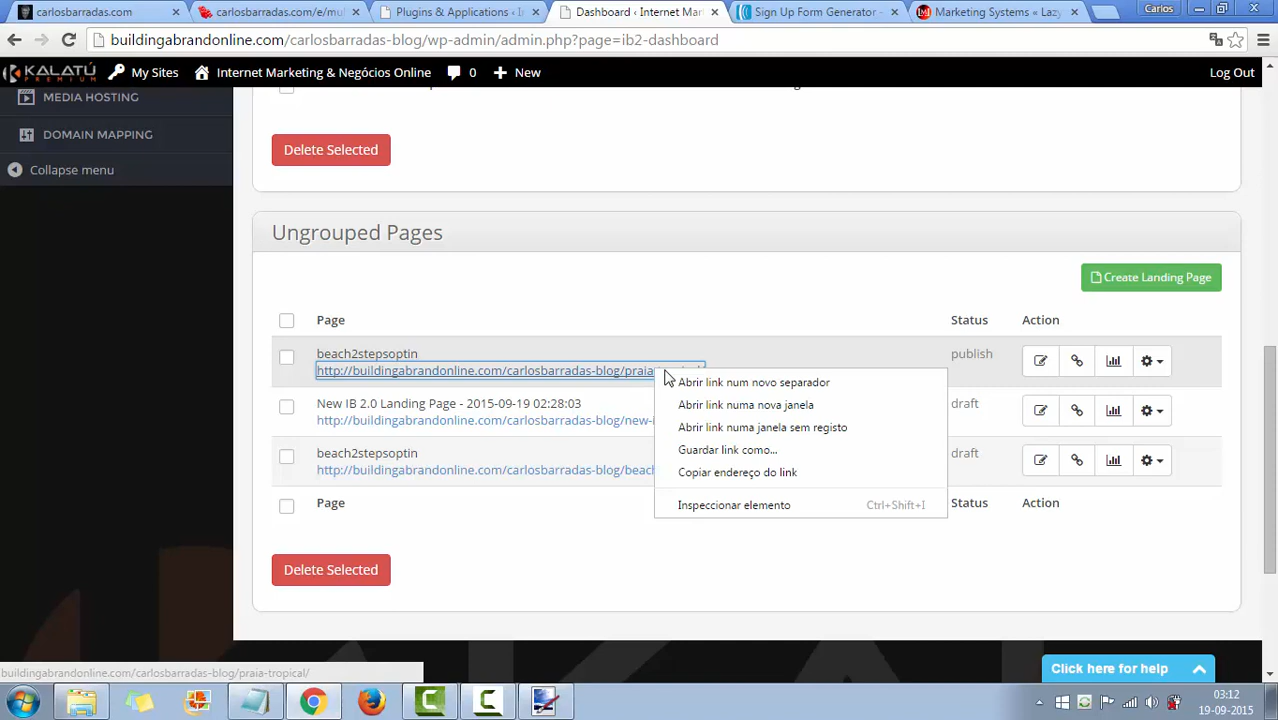 carlosbarradas.com
carlosbarradas.com/e/mu
Plugins & Applications ‹ I
Dashboard ‹ Internet Mar
Sign Up Form Generator -
Marketing Systems « Lazy
Carlos
buildingabrandonline.com/carlosbarradas-blog/wp-admin/admin.php?page=ib2-dashboard
KALATÚ PREMIUM
My Sites
Internet Marketing & Negócios Online
0
New
Log Out
MEDIA HOSTING
DOMAIN MAPPING
Collapse menu
Delete Selected
Ungrouped Pages
Create Landing Page
Page
Status
Action
beach2stepsoptin
http://buildingabrandonline.com/carlosbarradas-blog/praia
publish
New IB 2.0 Landing Page - 2015-09-19 02:28:03
http://buildingabrandonline.com/carlosbarradas-blog/new-i
draft
beach2stepsoptin
http://buildingabrandonline.com/carlosbarradas-blog/beach
draft
Page
Status
Action
Abrir link num novo separador
Abrir link numa nova janela
Abrir link numa janela sem registo
Guardar link como...
Copiar endereço do link
Inspeccionar elemento Ctrl+Shift+I
Delete Selected
Click here for help
buildingabrandonline.com/carlosbarradas-blog/praia-tropical/
03:12
19-09-2015